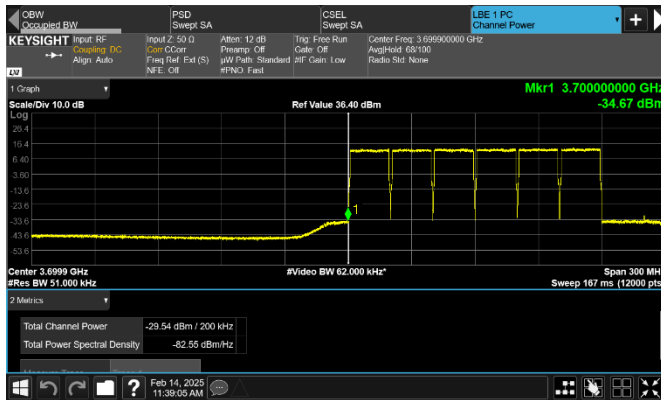 OBW
Occupied BW
PSD
Swept SA
CSEL
Swept SA
LBE 1 PC
Channel Power
KEYSIGHT
Input: RF
Coupling: DC
Align: Auto
Input Z: 50 Ω
Corr CCorr
Freq Ref: Ext (S)
NFE: Off
Atten: 12 dB
Preamp: Off
µW Path: Standard
#PNO: Fast
Trig: Free Run
Gate: Off
#IF Gain: Low
Center Freq: 3.699900000 GHz
Avg|Hold: 68/100
Radio Std: None
1 Graph
Mkr1 3.700000000 GHz
Scale/Div 10.0 dB
Ref Value 36.40 dBm
-34.67 dBm
Log
26.4
16.4
6.40
-3.60
-13.6
-23.6
-33.6
-43.6
-53.6
1
Center 3.6999 GHz
#Video BW 62.000 kHz*
Span 300 MH
#Res BW 51.000 kHz
Sweep 167 ms (12000 pts
2 Metrics
Total Channel Power
-29.54 dBm / 200 kHz
Total Power Spectral Density
-82.55 dBm/Hz
Feb 14, 2025
11:39:05 AM